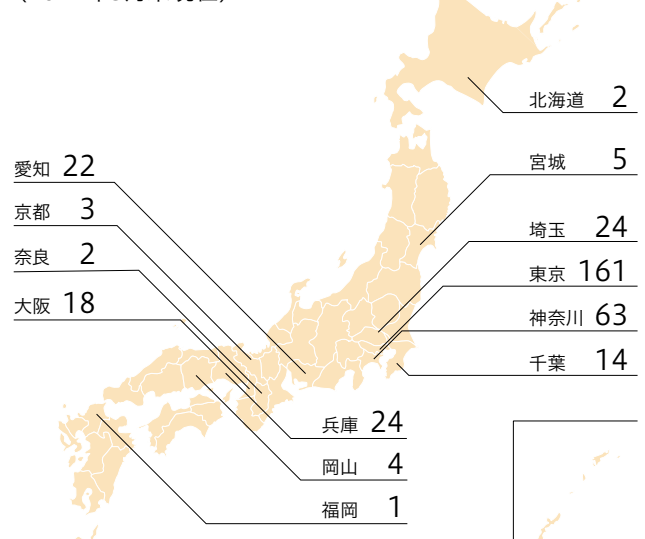 北海道 2
宮城 5
埼玉 24
東京 161
神奈川 63
千葉 14
愛知 22
京都 3
奈良 2
大阪 18
兵庫 24
岡山 4
福岡 1